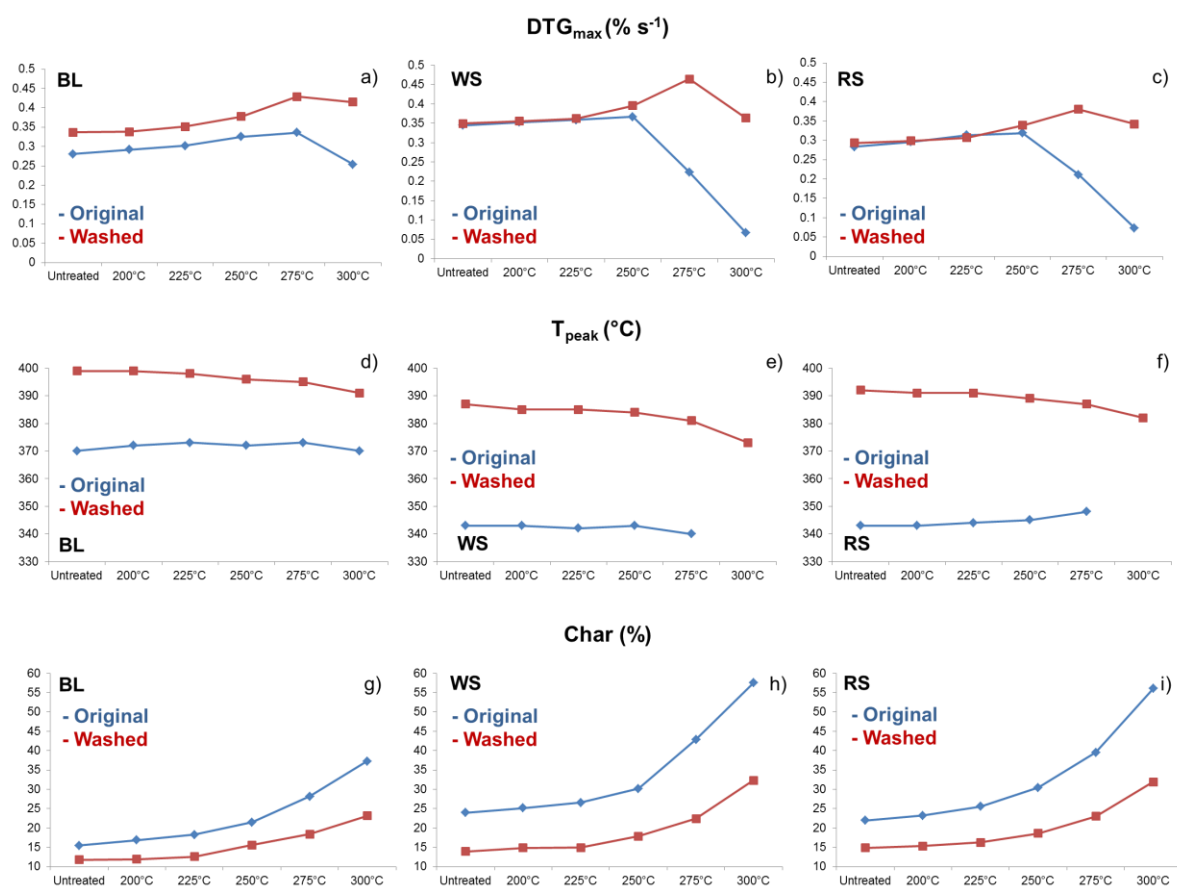 DTGmax (% s-1)
BL
a)
0.5
0.45
0.4
0.35
0.3
0.25
0.2
0.15
0.1
0.05
0
- Original
- Washed
Untreated 200°C 225°C 250°C 275°C 300°C
WS
b)
0.5
0.45
0.4
0.35
0.3
0.25
0.2
0.15
0.1
0.05
0
- Original
- Washed
Untreated 200°C 225°C 250°C 275°C 300°C
RS
c)
0.5
0.45
0.4
0.35
0.3
0.25
0.2
0.15
0.1
0.05
0
- Original
- Washed
Untreated 200°C 225°C 250°C 275°C 300°C
Tpeak (°C)
d)
400
390
380
370
360
350
340
330
- Original
- Washed
BL
Untreated 200°C 225°C 250°C 275°C 300°C
e)
400
390
380
370
360
350
340
330
- Original
- Washed
WS
Untreated 200°C 225°C 250°C 275°C 300°C
f)
400
390
380
370
360
350
340
330
- Original
- Washed
RS
Untreated 200°C 225°C 250°C 275°C 300°C
Char (%)
BL
g)
60
55
50
45
40
35
30
25
20
15
10
- Original
- Washed
Untreated 200°C 225°C 250°C 275°C 300°C
WS
h)
60
55
50
45
40
35
30
25
20
15
10
- Original
- Washed
Untreated 200°C 225°C 250°C 275°C 300°C
RS
i)
60
55
50
45
40
35
30
25
20
15
10
- Original
- Washed
Untreated 200°C 225°C 250°C 275°C 300°C